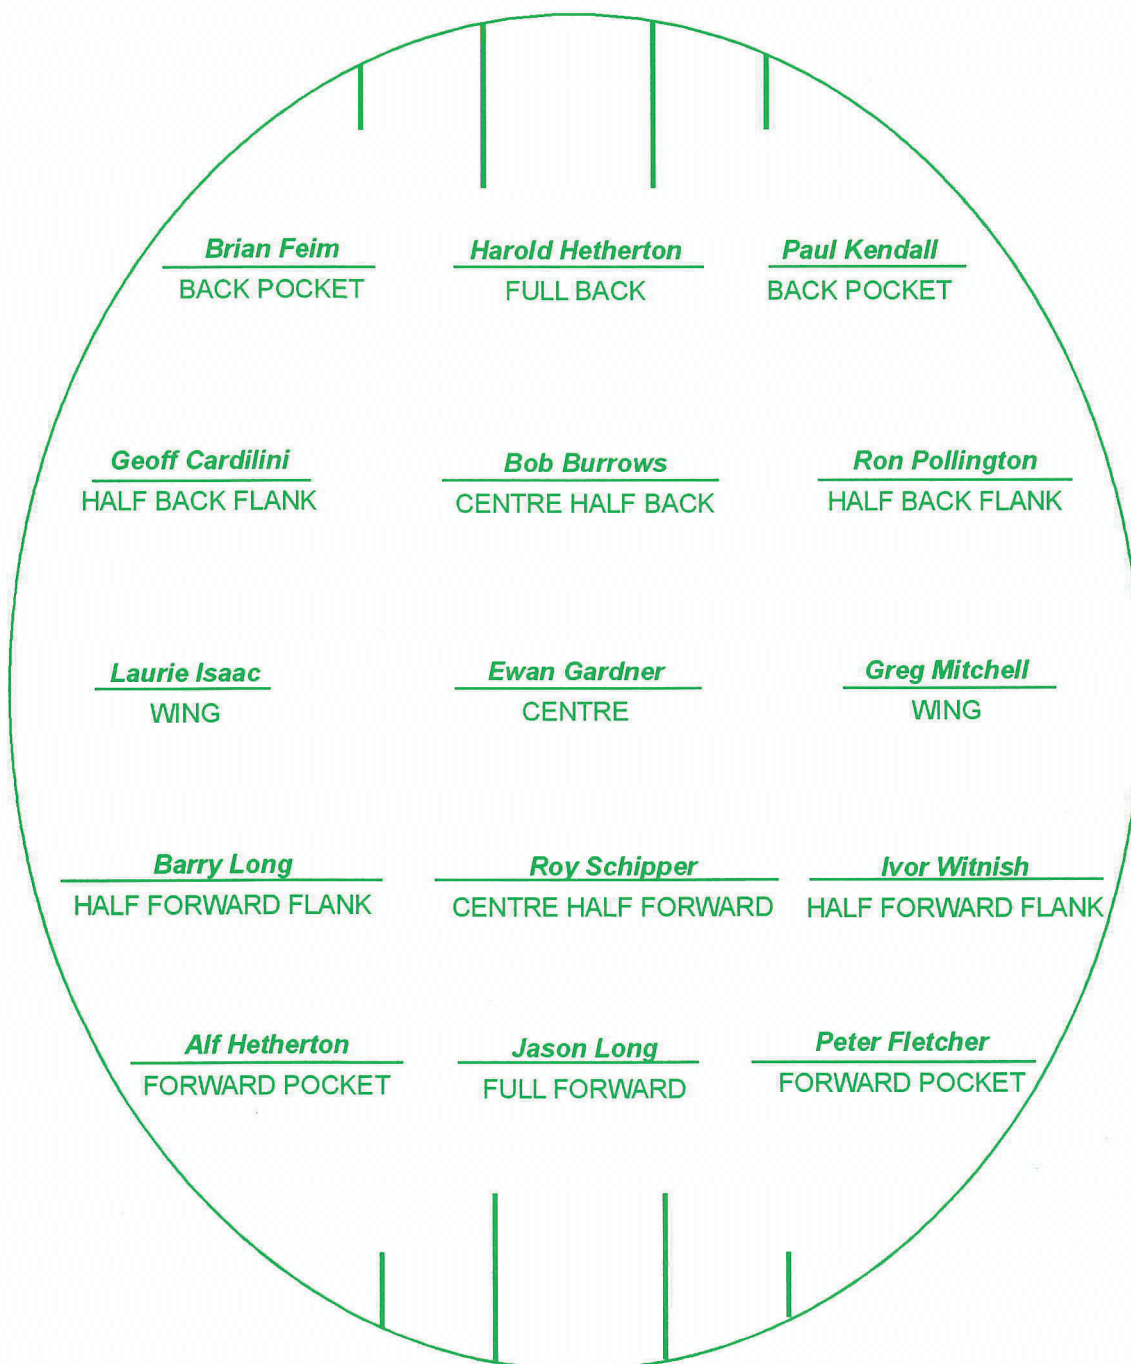 Brian Feim Harold Hetherton Paul Kendall
BACK POCKET FULL BACK BACK POCKET
Geoff Cardilini Bob Burrows Ron Pollington
HALF BACK FLANK CENTRE HALF BACK HALF BACK FLANK
Laurie Isaac Ewan Gardner Greg Mitchell
WING CENTRE WING
Barry Long Roy Schipper Ivor Witnish
HALF FORWARD FLANK CENTRE HALF FORWARD HALF FORWARD FLANK
Alf Hetherton Jason Long Peter Fletcher
FORWARD POCKET FULL FORWARD FORWARD POCKET